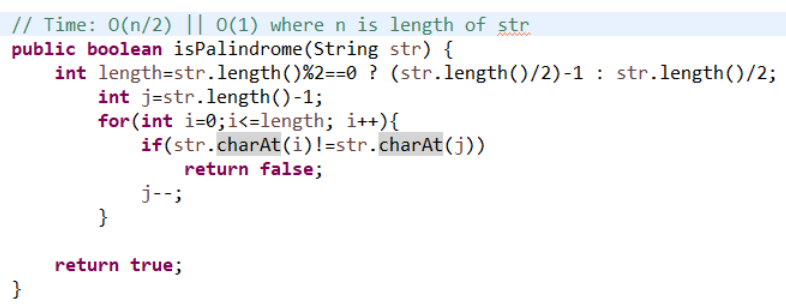 // Time: O(n/2) || O(1) where n is length of str
public boolean isPalindrome(String str) {
    int length=str.length()%2==0 ? (str.length()/2)-1 : str.length()/2;
        int j=str.length()-1;
        for(int i=0;i<=length; i++){
            if(str.charAt(i)!=str.charAt(j))
                return false;
            j--;
        }

    return true;
}